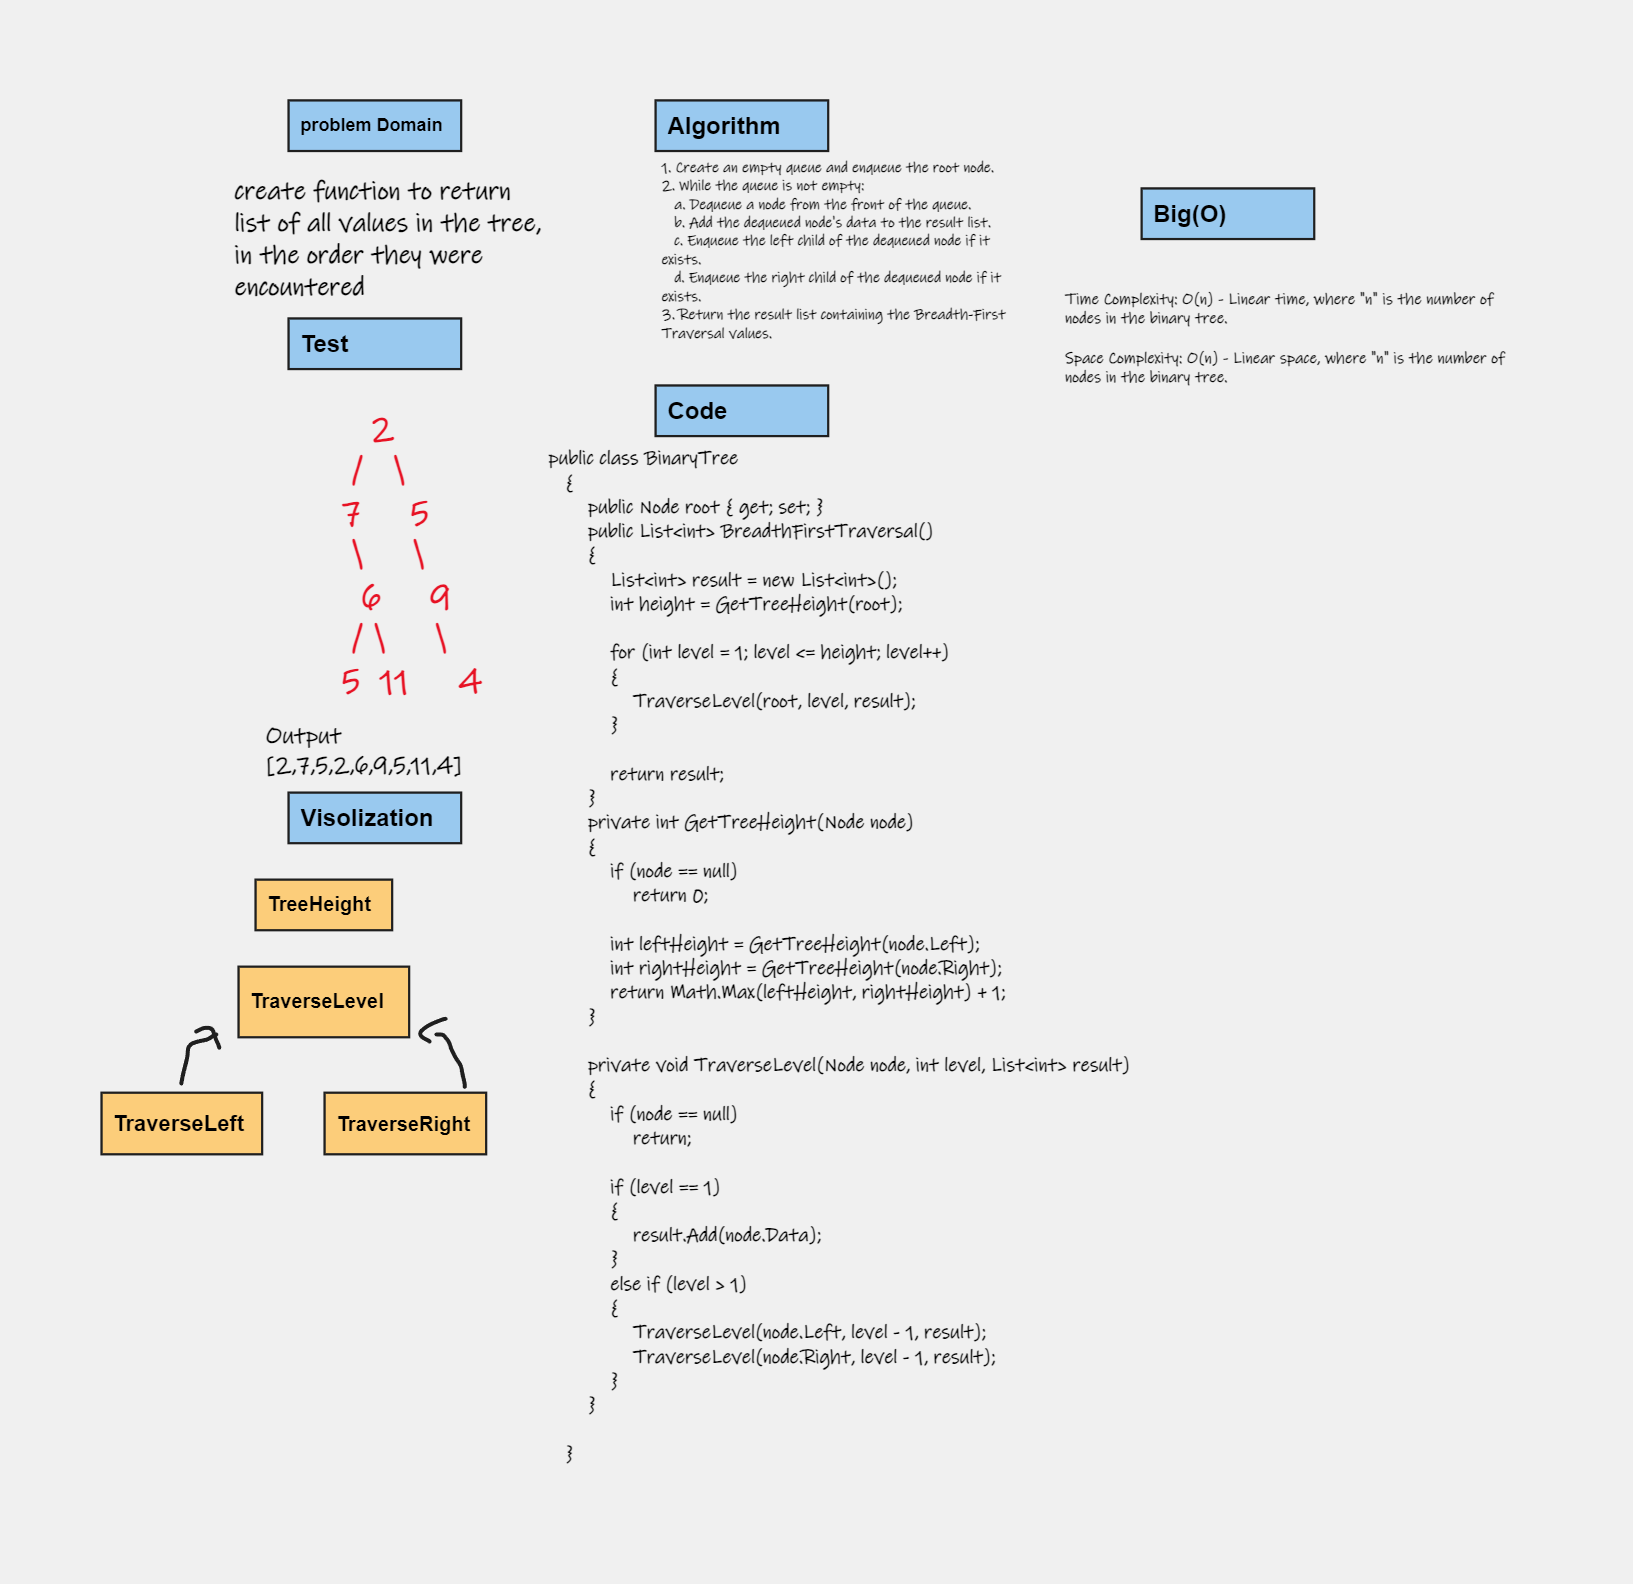 problem Domain
create function to return
list of all values in the tree,
in the order they were
encountered
Test
2
/ \
7 5
\ \
6 9
/ \ \
5 11 4
Output
[2,7,5,2,6,9,5,11,4]
Visolization
TreeHeight
TraverseLevel
TraverseLeft
TraverseRight
Algorithm
1. Create an empty queue and enqueue the root node.
2. While the queue is not empty:
a. Dequeue a node from the front of the queue.
b. Add the dequeued node's data to the result list.
c. Enqueue the left child of the dequeued node if it
exists.
d. Enqueue the right child of the dequeued node if it
exists.
3. Return the result list containing the Breadth-First
Traversal values.
Code
public class BinaryTree
{
public Node root { get; set; }
public List<int> BreadthFirstTraversal()
{
List<int> result = new List<int>();
int height = GetTreeHeight(root);
for (int level = 1; level <= height; level++)
{
TraverseLevel(root, level, result);
}
return result;
}
private int GetTreeHeight(Node node)
{
if (node == null)
return 0;
int leftHeight = GetTreeHeight(node.Left);
int rightHeight = GetTreeHeight(node.Right);
return Math.Max(leftHeight, rightHeight) + 1;
}
private void TraverseLevel(Node node, int level, List<int> result)
{
if (node == null)
return;
if (level == 1)
{
result.Add(node.Data);
}
else if (level > 1)
{
TraverseLevel(node.Left, level - 1, result);
TraverseLevel(node.Right, level - 1, result);
}
}
}
Big(O)
Time Complexity: O(n) - Linear time, where "n" is the number of
nodes in the binary tree.
Space Complexity: O(n) - Linear space, where "n" is the number of
nodes in the binary tree.